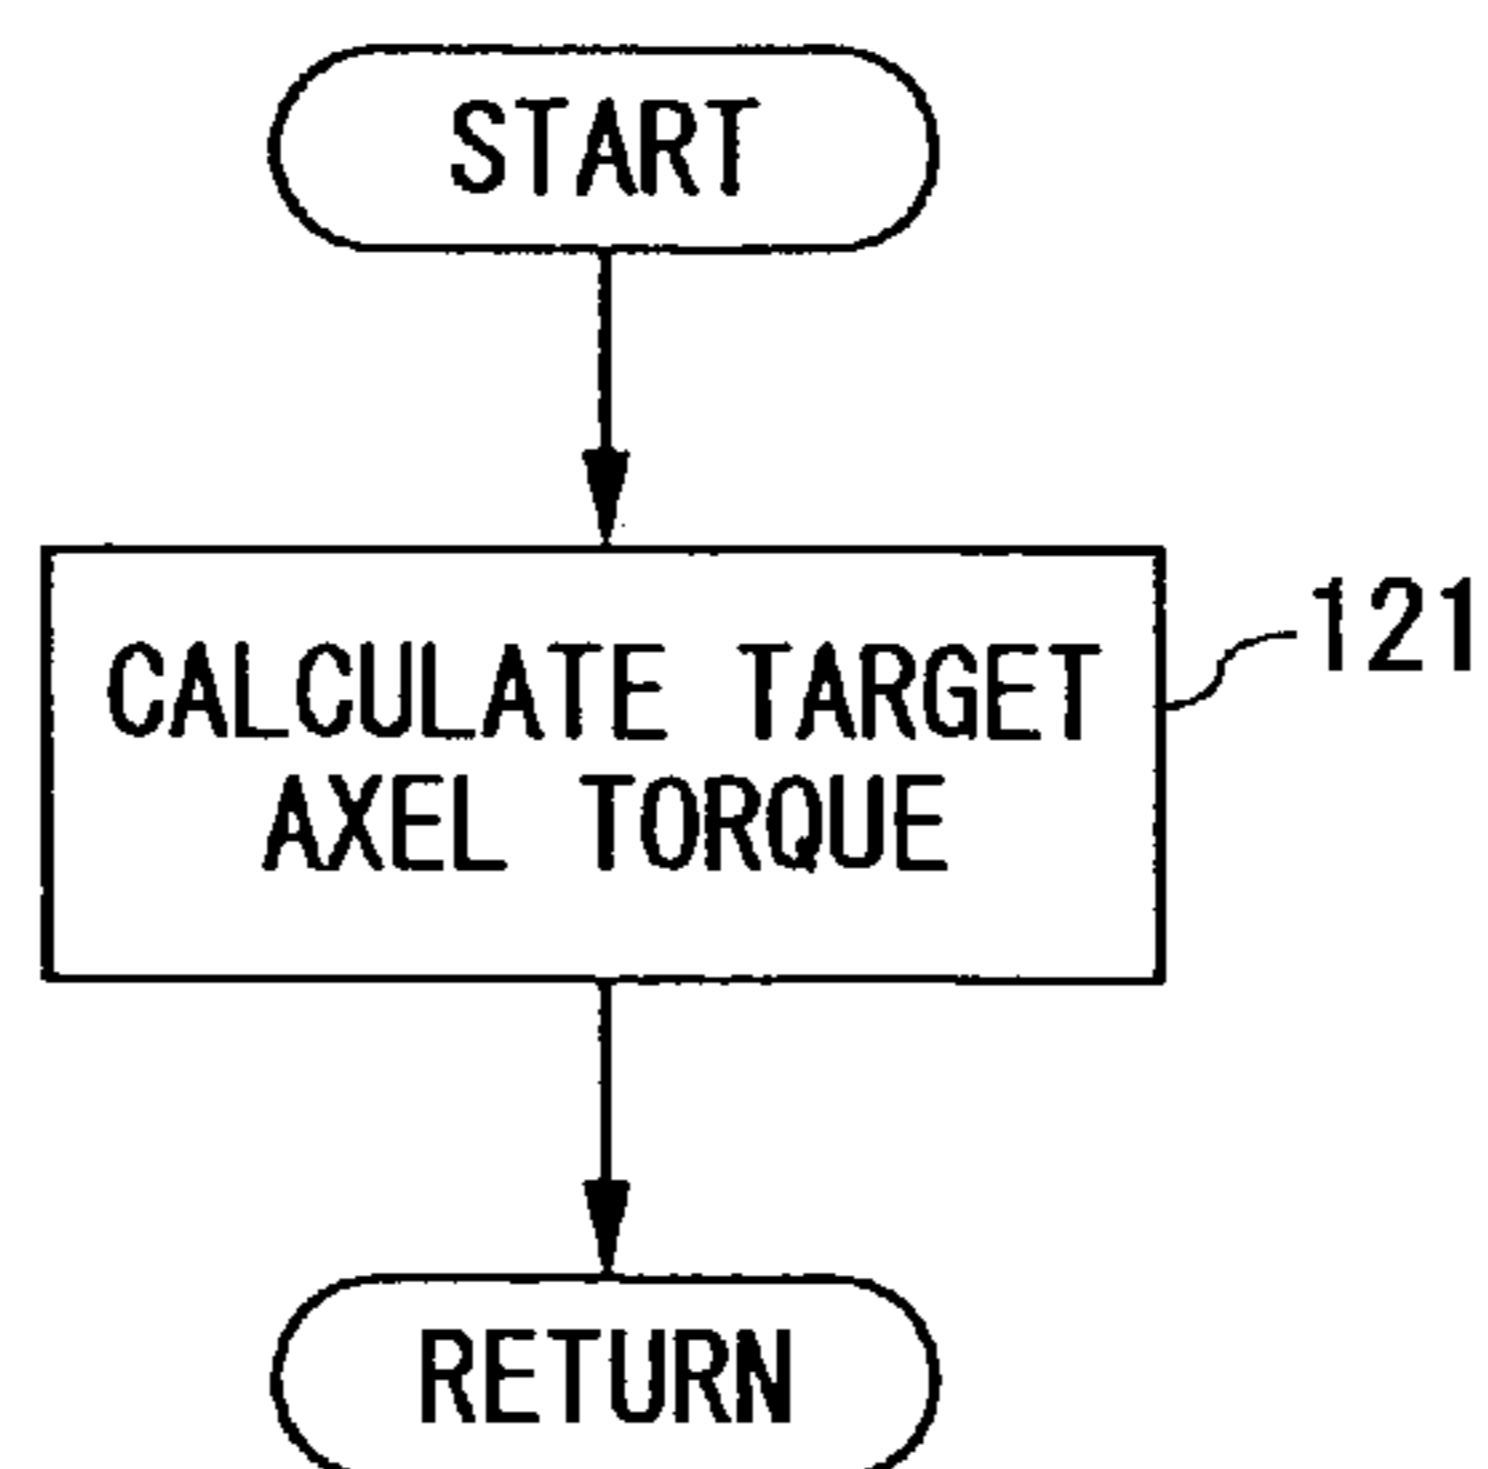 START
CALCULATE TARGET
AXEL TORQUE
121
RETURN